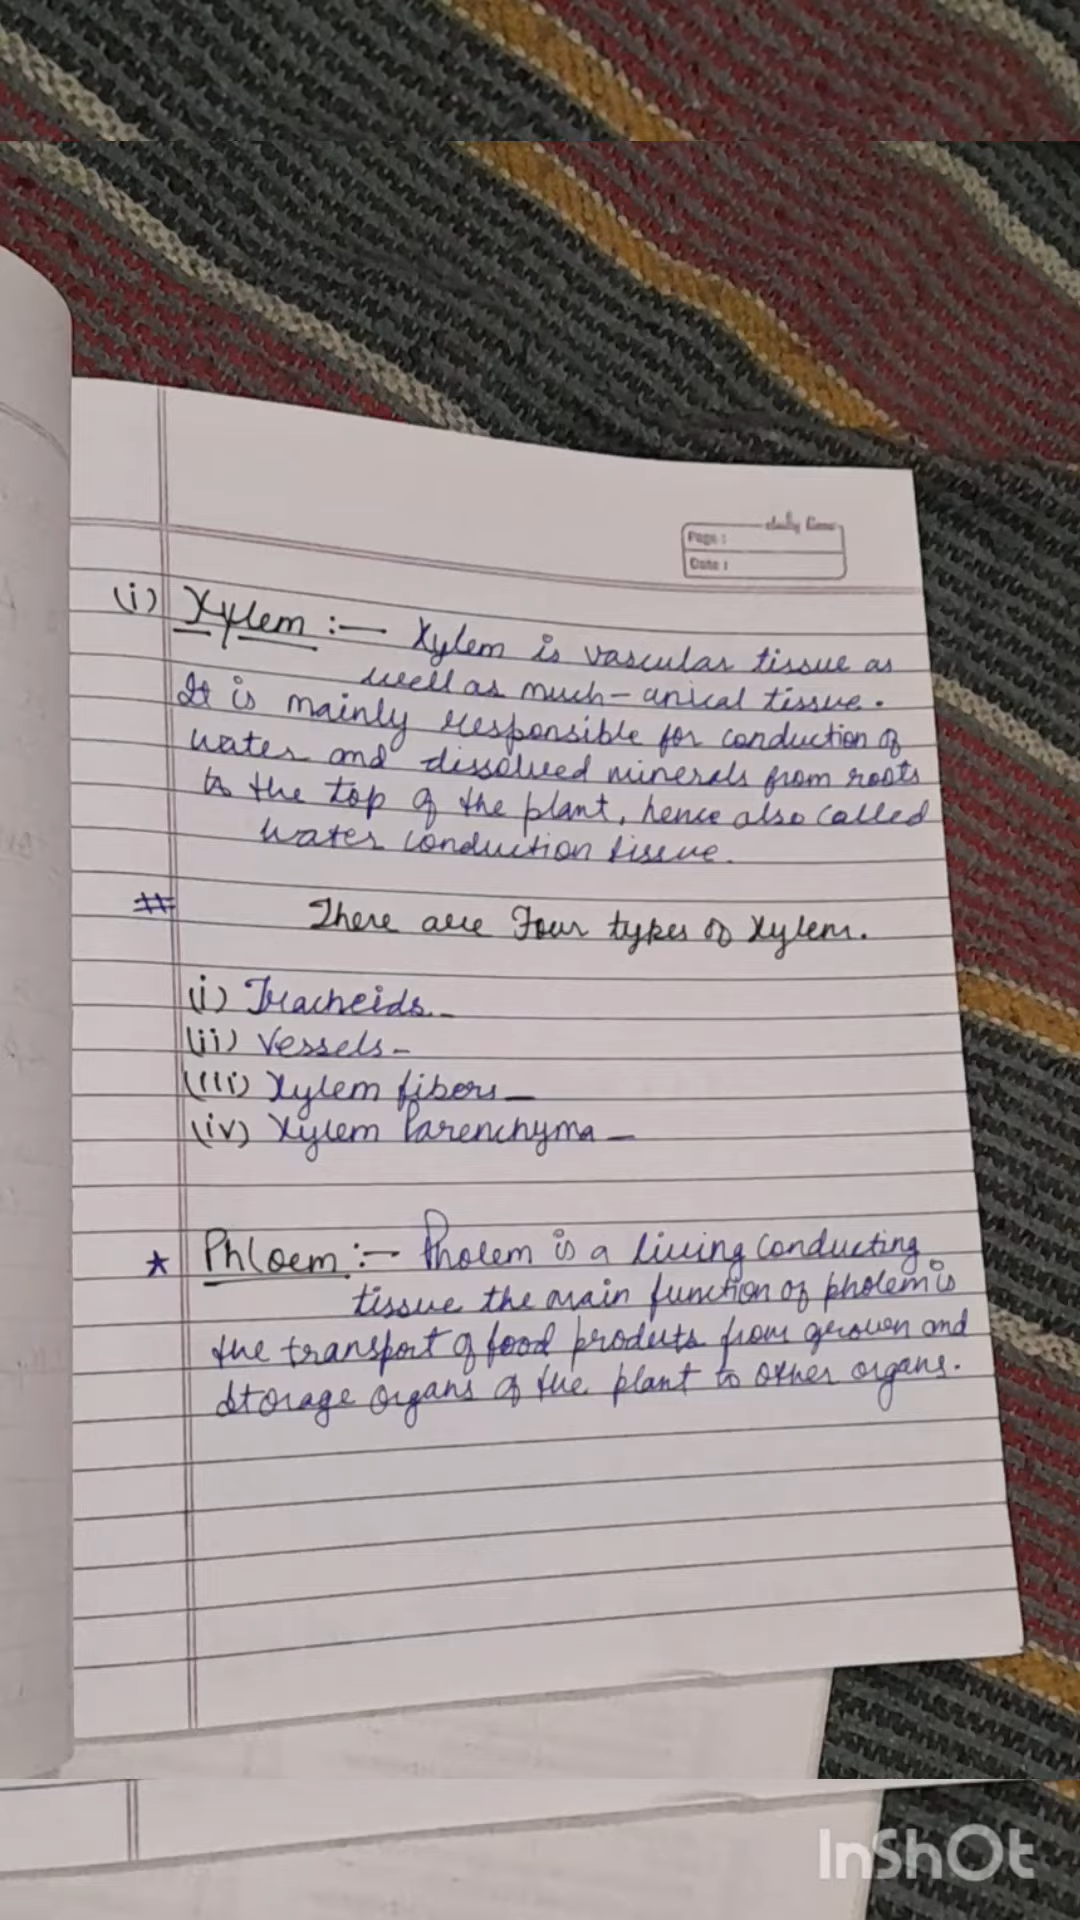 daily line
Page :
Date :
(i) Xylem :— Xylem is vascular tissue as
well as much-anical tissue.
It is mainly responsible for conduction of
water and dissolved minerals from roots
to the top of the plant, hence also called
water conduction tissue.
# There are Four types of Xylem.
(i) Tracheids.-
(ii) Vessels-
(iii) Xylem fibers-
(iv) Xylem Parenchyma-
★ Phloem :— Pholem is a living conducting
tissue the main function of pholem is
the transport of food produts from gerowen and
storage organs of the plant to other organs.
InShOt